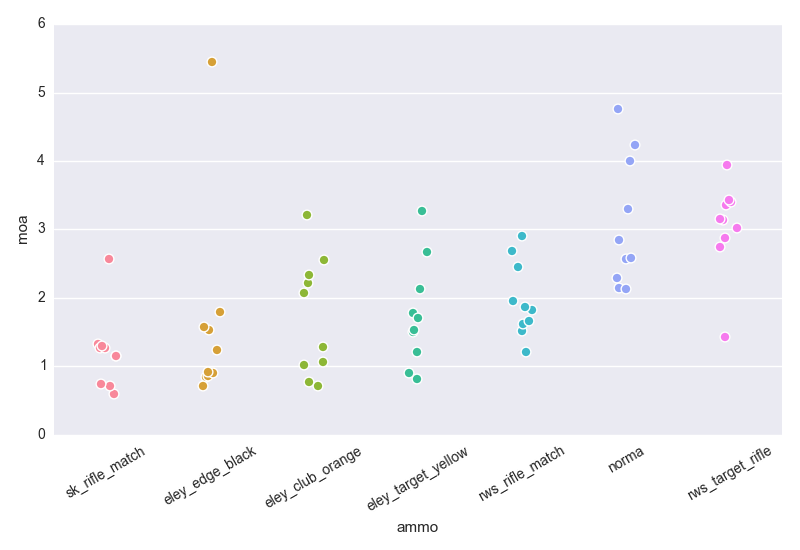 6
5
4
3
2
1
0
moa
sk_rifle_match
eley_edge_black
eley_club_orange
eley_target_yellow
rws_rifle_match
norma
rws_target_rifle
ammo